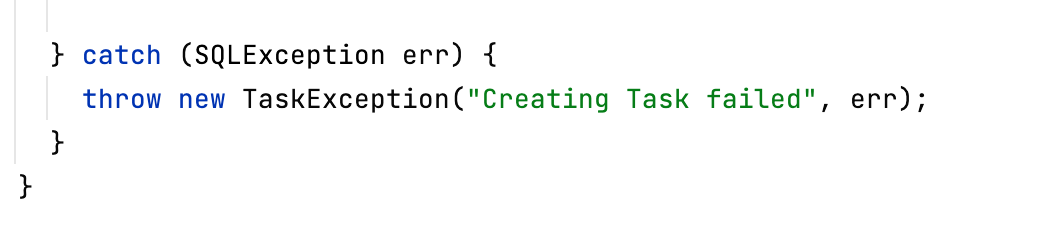 } catch (SQLException err) {
throw new TaskException("Creating Task failed", err);
}
}